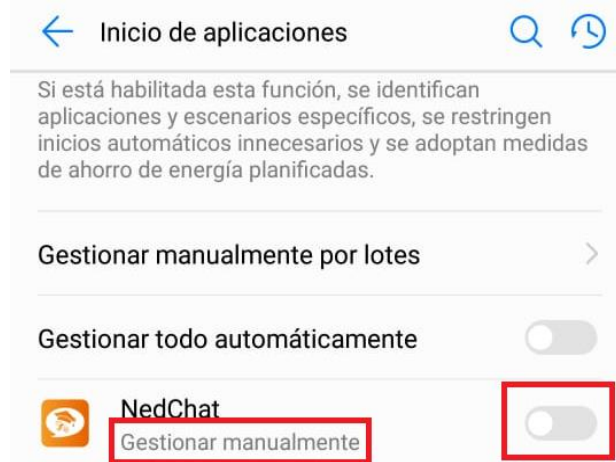 Inicio de aplicaciones
Si está habilitada esta función, se identifican
aplicaciones y escenarios específicos, se restringen
inicios automáticos innecesarios y se adoptan medidas
de ahorro de energía planificadas.
Gestionar manualmente por lotes
Gestionar todo automáticamente
NedChat
Gestionar manualmente